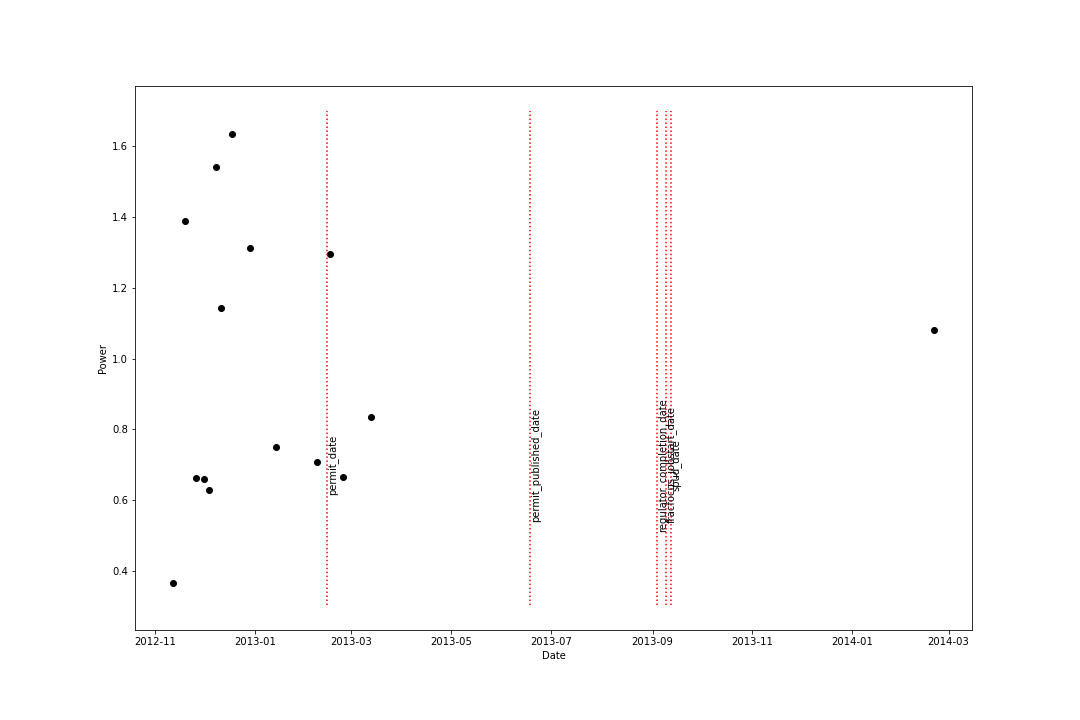 1.6
1.4
1.2
1.0
0.8
0.6
0.4
Power
permit_date
permit_published_date
regulator_completion_date
fracfocus_jobstart_date
spud_date
2012-11
2013-01
2013-03
2013-05
2013-07
2013-09
2013-11
2014-01
2014-03
Date